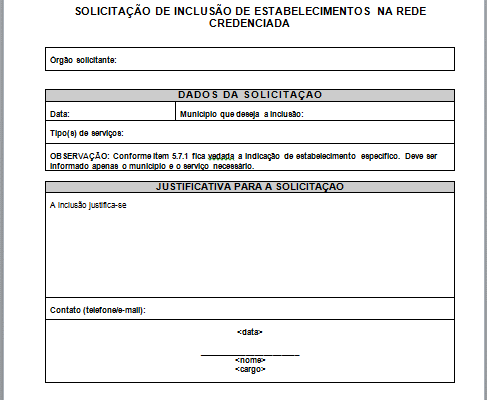 SOLICITAÇÃO DE INCLUSÃO DE ESTABELECIMENTOS NA REDE
CREDENCIADA
Órgão solicitante:
DADOS DA SOLICITAÇÃO
Data:
Município que deseja a inclusão:
Tipo(s) de serviços:
OBSERVAÇÃO: Conforme item 5.7.1 fica vedada a indicação de estabelecimento específico. Deve ser
informado apenas o município e o serviço necessário.
JUSTIFICATIVA PARA A SOLICITAÇÃO
A inclusão justifica-se
Contato (telefone/e-mail):
<data>
<nome>
<cargo>